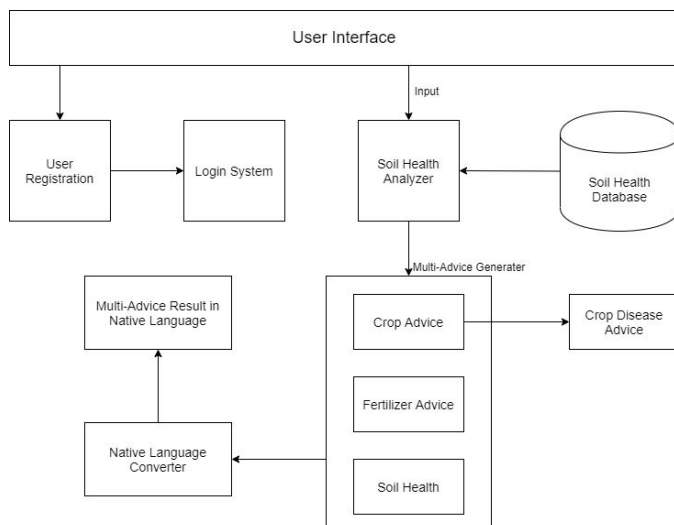 User Interface
Input
User
Registration
Login System
Soil Health
Analyzer
Soil Health
Database
Multi-Advice Generater
Multi-Advice Result in
Native Language
Crop Advice
Crop Disease
Advice
Fertilizer Advice
Native Language
Converter
Soil Health